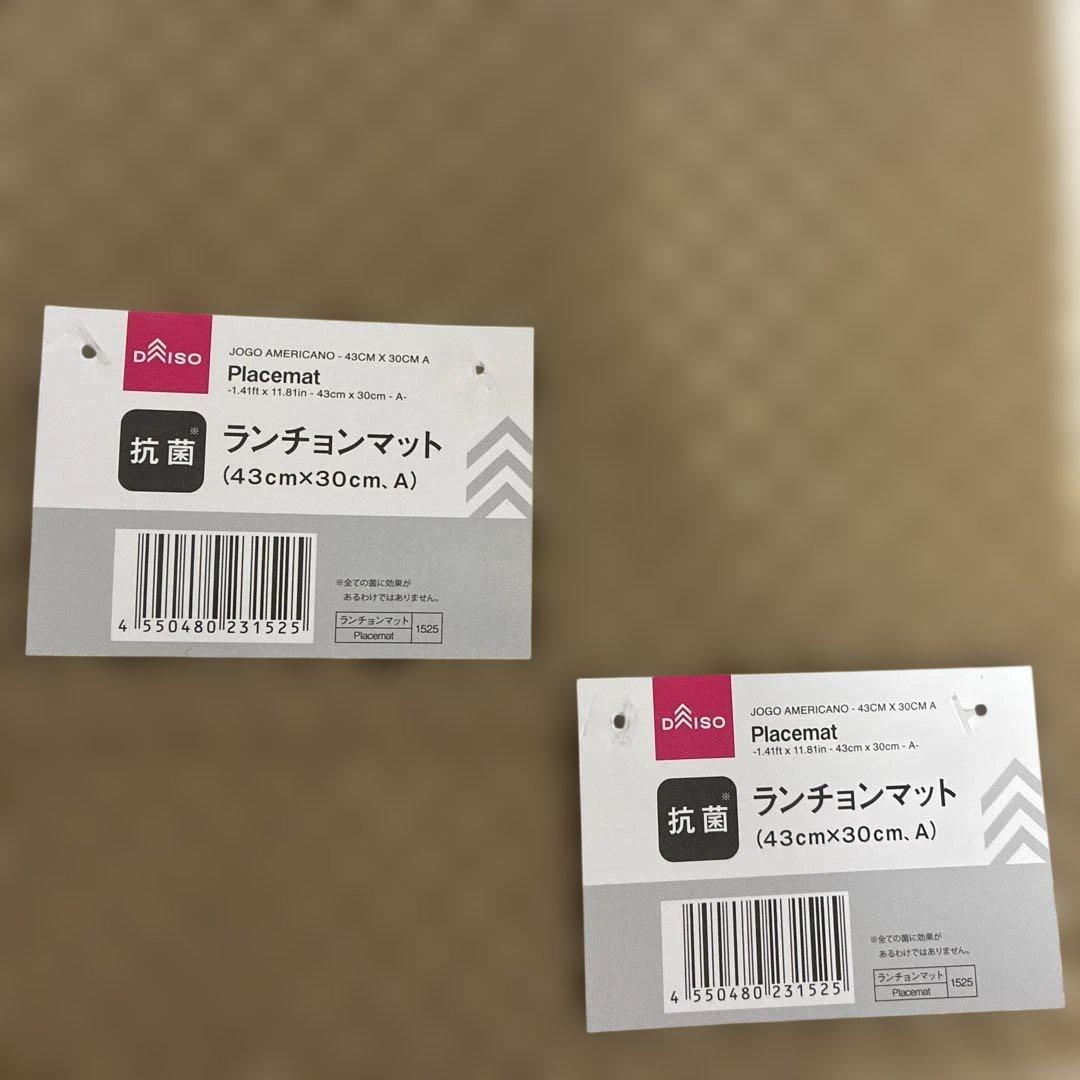 DAISO
JOGO AMERICANO - 43CM X 30CM A
Placemat
-1.41ft x 11.81in - 43cm x 30cm - A-
抗菌※
ランチョンマット
(43cm×30cm、A)
4 550480 231525
※全ての菌に効果が
あるわけではありません。
ランチョンマット 1525
Placemat
DAISO
JOGO AMERICANO - 43CM X 30CM A
Placemat
-1.41ft x 11.81in - 43cm x 30cm - A-
抗菌※
ランチョンマット
(43cm×30cm、A)
4 550480 231525
※全ての菌に効果が
あるわけではありません。
ランチョンマット 1525
Placemat